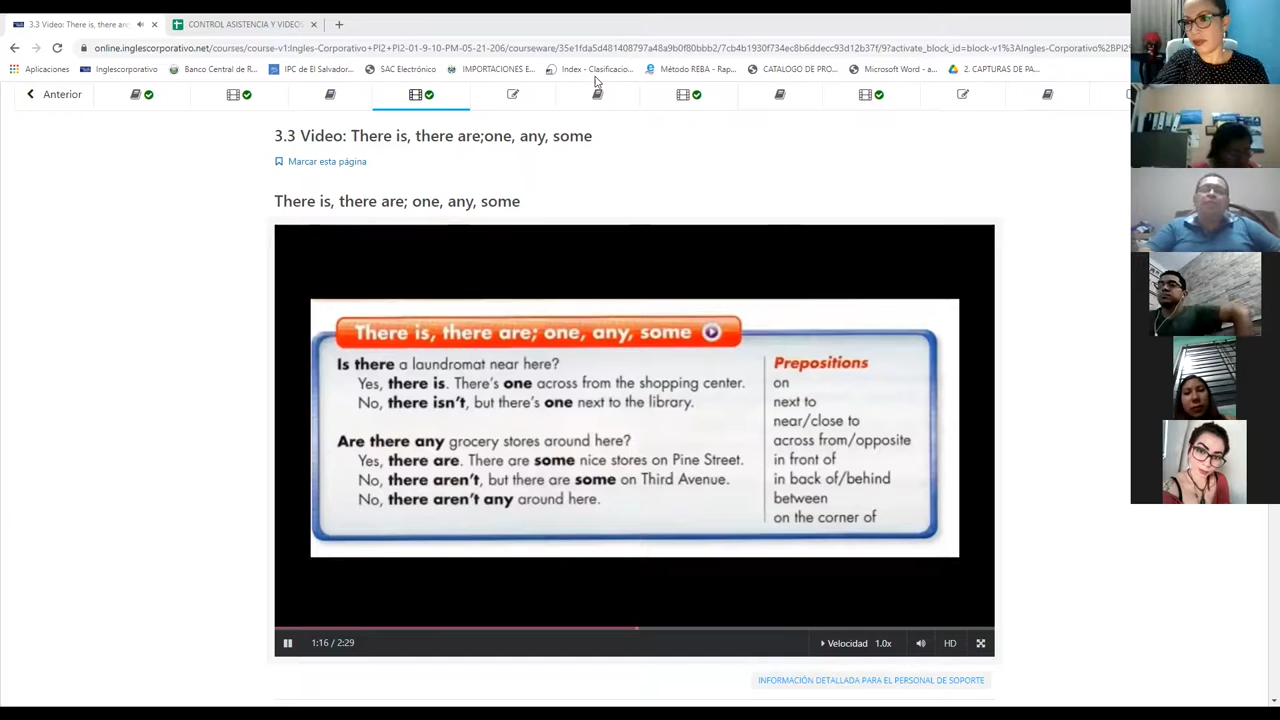 3.3 Video: There is, there are
CONTROL ASISTENCIA Y VIDEOS
online.inglescorporativo.net/courses/course-v1:Ingles-Corporativo+PI2+PI2-01-9-10-PM-05-21-309/courseware/
Aplicaciones
Inglescorporativo
Banco Central de R...
IPC de El Salvador...
SAC Electrónico
IMPORTACIONES E...
Index - Clasificacio...
Método REBA - Rap...
CATALOGO DE PRO...
Microsoft Word - a...
2. CAPTURAS DE PA...
Anterior
3.3 Video: There is, there are;one, any, some
Marcar esta página
There is, there are; one, any, some
There is, there are; one, any, some
Is there a laundromat near here?
Yes, there is. There's one across from the shopping center.
No, there isn't, but there's one next to the library.
Are there any grocery stores around here?
Yes, there are. There are some nice stores on Pine Street.
No, there aren't, but there are some on Third Avenue.
No, there aren't any around here.
Prepositions
on
next to
near/close to
across from/opposite
in front of
in back of/behind
between
on the corner of
1:16 / 2:29
Velocidad 1.0x
HD
INFORMACIÓN DETALLADA PARA EL PERSONAL DE SOPORTE